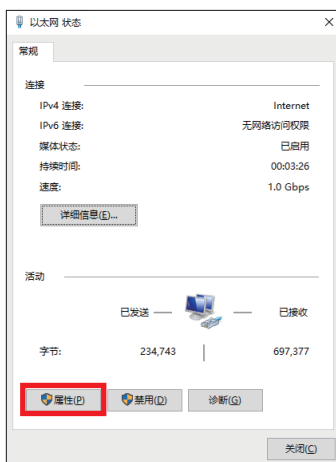 以太网 状态
常规
连接
IPv4 连接: Internet
IPv6 连接: 无网络访问权限
媒体状态: 已启用
持续时间: 00:03:26
速度: 1.0 Gbps
详细信息(E)...
活动
已发送 — — 已接收
字节: 234,743 697,377
属性(P) 禁用(D) 诊断(G)
关闭(C)